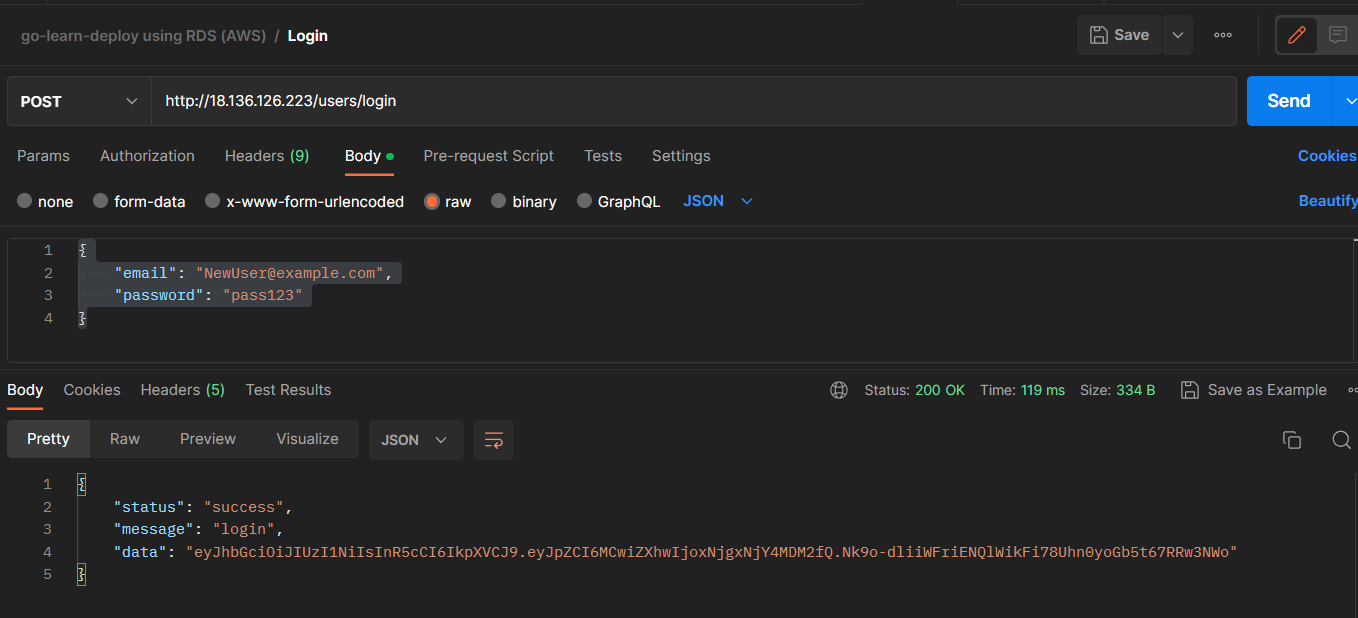 go-learn-deploy using RDS (AWS) / Login Save
POST http://18.136.126.223/users/login Send
Params Authorization Headers (9) Body Pre-request Script Tests Settings Cookies
none form-data x-www-form-urlencoded raw binary GraphQL JSON Beautify
1 {
2 "email": "NewUser@example.com",
3 "password": "pass123"
4 }
Body Cookies Headers (5) Test Results Status: 200 OK Time: 119 ms Size: 334 B Save as Example
Pretty Raw Preview Visualize JSON
1 {
2 "status": "success",
3 "message": "login",
4 "data": "eyJhbGciOiJIUzI1NiIsInR5cCI6IkpXVCJ9.eyJpZCI6MCwiZXhwIjoxNjgxNjY4MDM2fQ.Nk9o-dliiWFriENQlWikFi78Uhn0yoGb5t67RRw3NWo"
5 }